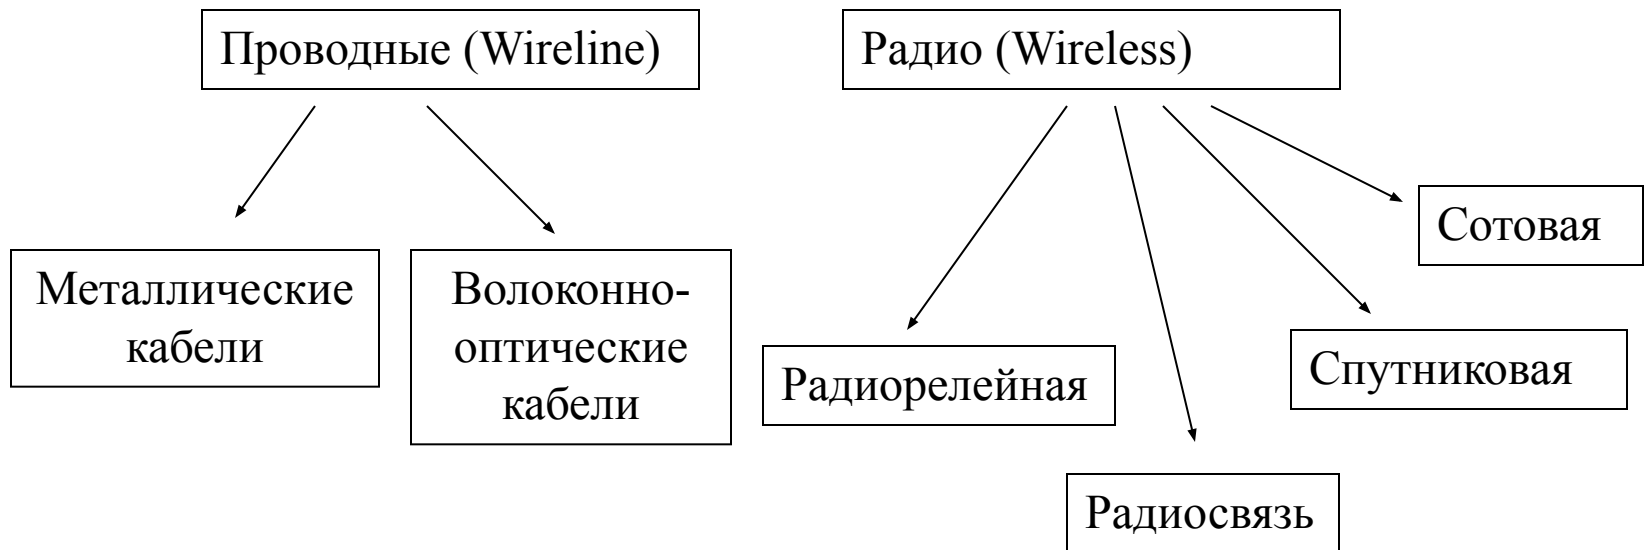 Проводные (Wireline)
Радио (Wireless)
Металлические
кабели
Волоконно-
оптические
кабели
Радиорелейная
Радиосвязь
Спутниковая
Сотовая